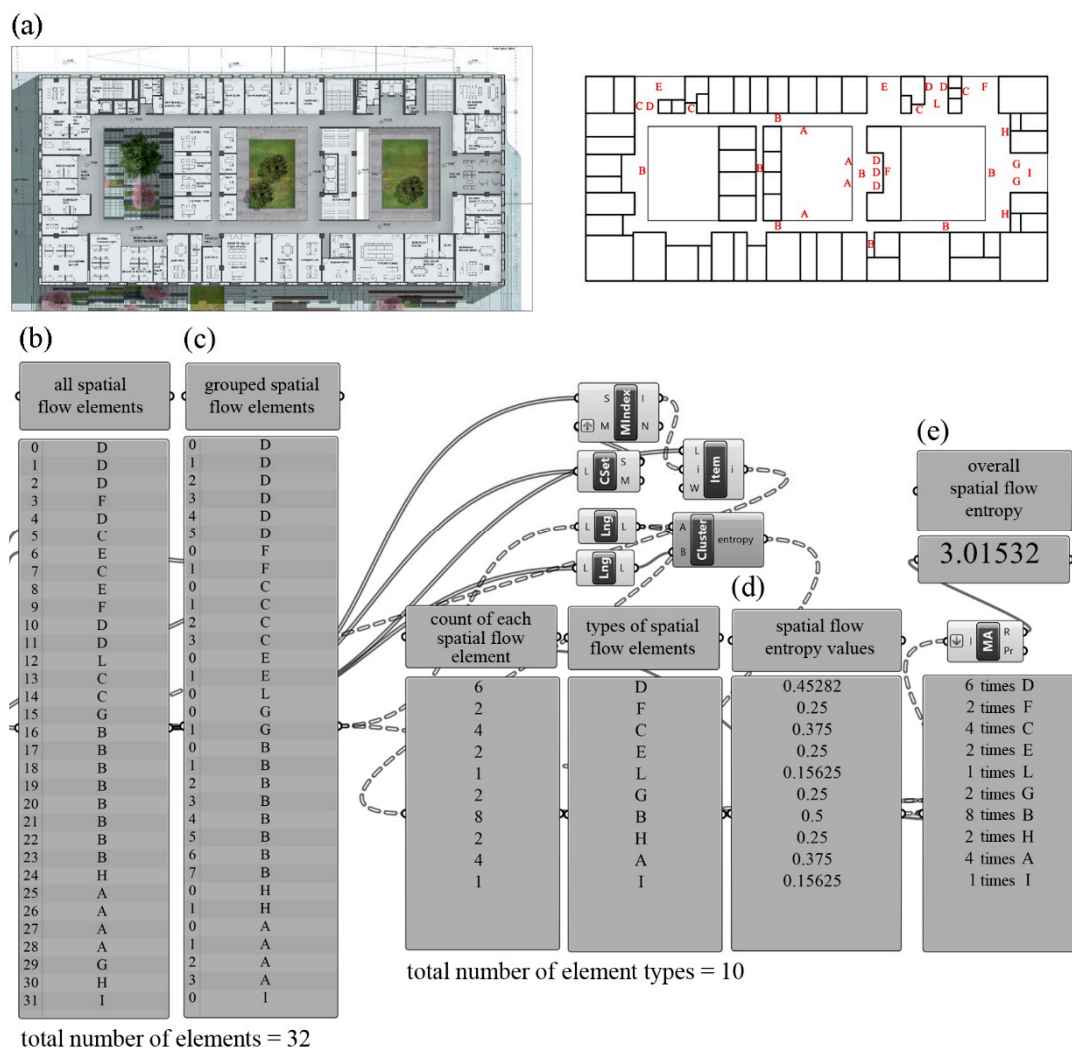 (a)
E E D D F
C D C C C L
B H
A
B B A B D F B G I
A D G
D
A H
B B
B
(b)
all spatial
flow elements
0 D
1 D
2 D
3 F
4 D
5 C
6 E
7 C
8 E
9 F
10 D
11 D
12 L
13 C
14 C
15 G
16 B
17 B
18 B
19 B
20 B
21 B
22 B
23 B
24 H
25 A
26 A
27 A
28 A
29 G
30 H
31 I
total number of elements = 32
(c)
grouped spatial
flow elements
0 D
1 D
2 D
3 D
4 D
5 D
0 F
1 F
0 C
1 C
2 C
3 C
0 E
1 E
0 L
0 G
1 G
0 B
1 B
2 B
3 B
4 B
5 B
6 B
7 B
0 H
1 H
0 A
1 A
2 A
3 A
0 I
S MIndex I
M N
L CSet S
M
L Item i
i
W
L Lng L
L Lng L
A Cluster entropy
B
(d)
count of each
spatial flow
element
6
2
4
2
1
2
8
2
4
1
types of spatial
flow elements
D
F
C
E
L
G
B
H
A
I
total number of element types = 10
spatial flow
entropy values
0.45282
0.25
0.375
0.25
0.15625
0.25
0.5
0.25
0.375
0.15625
(e)
overall
spatial flow
entropy
3.01532
I MA R
Pr
6 times D
2 times F
4 times C
2 times E
1 times L
2 times G
8 times B
2 times H
4 times A
1 times I